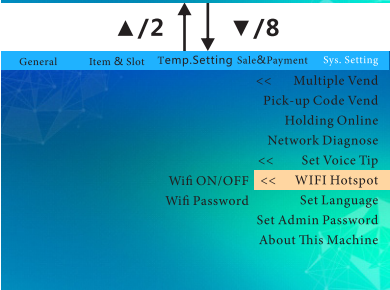 ▲/2 ▼/8
General Item & Slot Temp.Setting Sale&Payment Sys. Setting
<< Multiple Vend
Pick-up Code Vend
Holding Online
Network Diagnose
<< Set Voice Tip
Wifi ON/OFF << WIFI Hotspot
Wifi Password Set Language
Set Admin Password
About This Machine